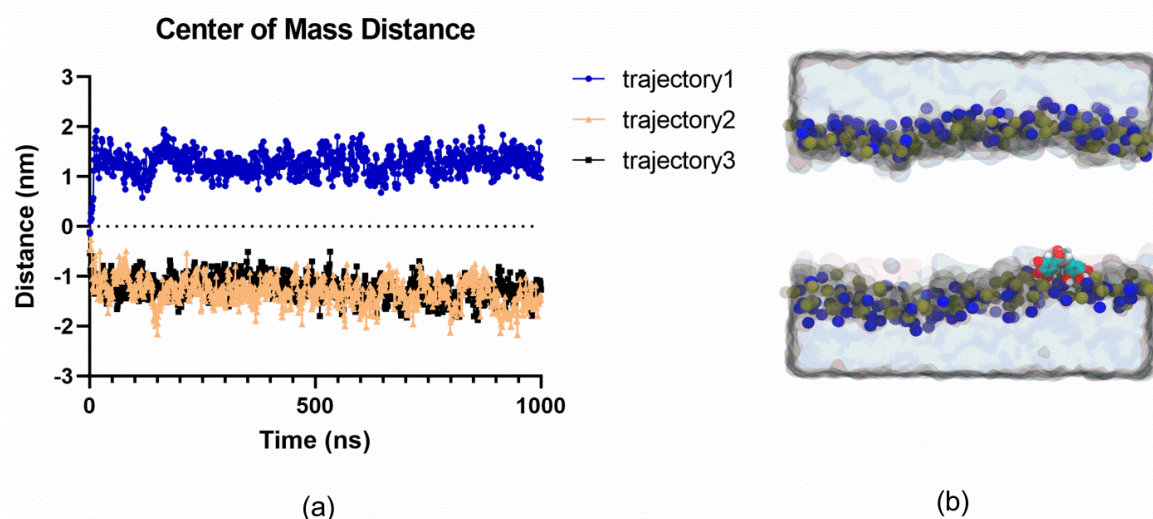 Center of Mass Distance
3
2
1
0
-1
-2
-3
Distance (nm)
0
500
1000
Time (ns)
trajectory1
trajectory2
trajectory3
(a)
(b)